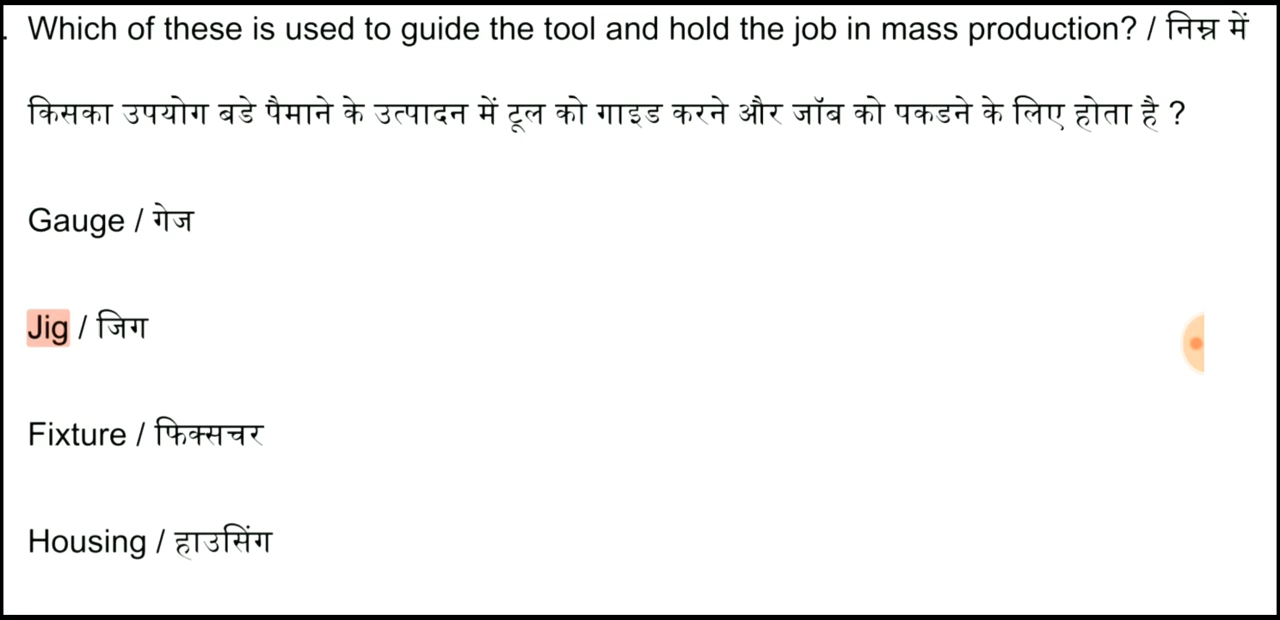 . Which of these is used to guide the tool and hold the job in mass production? / निम्न में
किसका उपयोग बडे पैमाने के उत्पादन में टूल को गाइड करने और जॉब को पकडने के लिए होता है ?
Gauge / गेज
Jig / जिग
Fixture / फिक्सचर
Housing / हाउसिंग